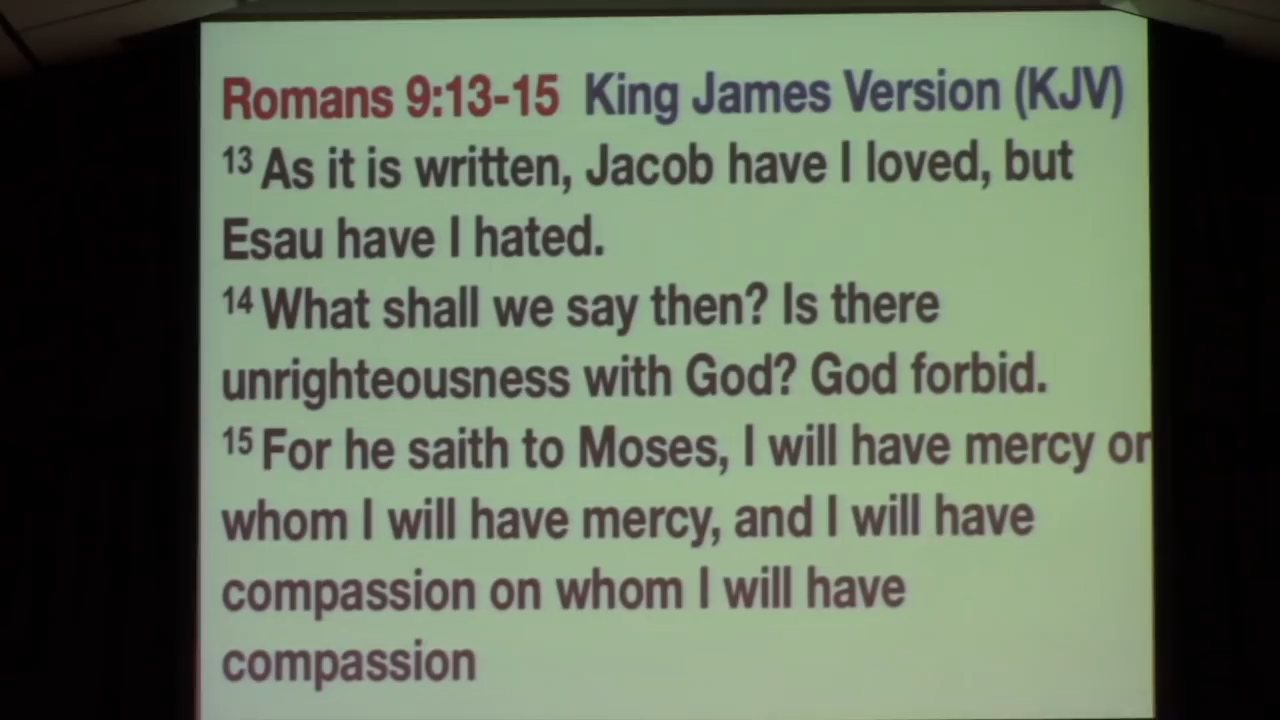 Romans 9:13-15 King James Version (KJV)
13 As it is written, Jacob have I loved, but
Esau have I hated.
14 What shall we say then? Is there
unrighteousness with God? God forbid.
15 For he saith to Moses, I will have mercy on
whom I will have mercy, and I will have
compassion on whom I will have
compassion